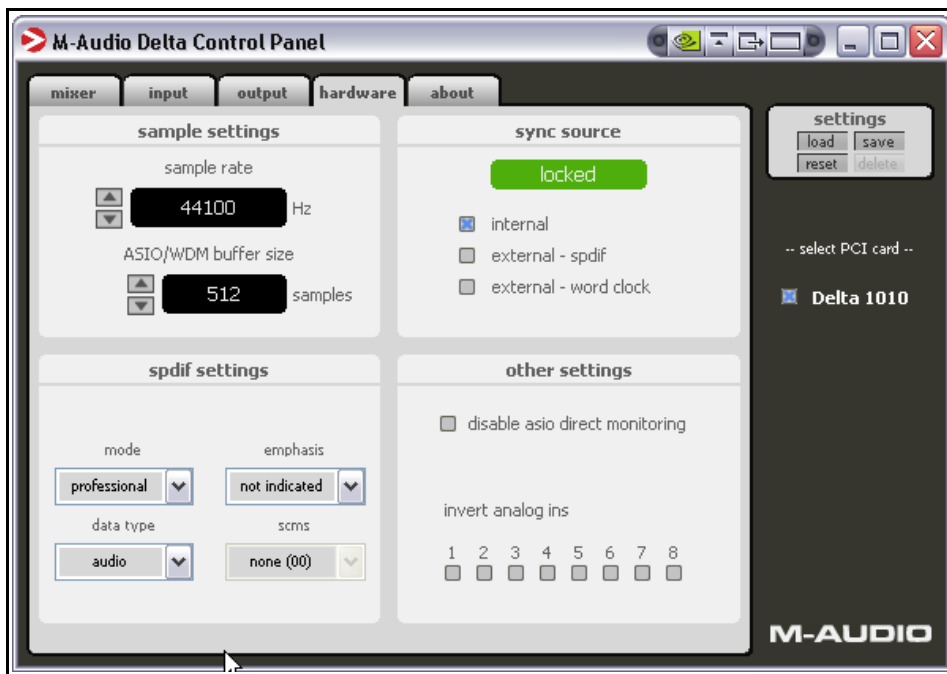 M-Audio Delta Control Panel
mixer input output hardware about
sample settings
sample rate
44100 Hz
ASIO/WDM buffer size
512 samples
sync source
locked
internal
external - spdif
external - word clock
spdif settings
mode
professional
emphasis
not indicated
data type
audio
scms
none (00)
other settings
disable asio direct monitoring
invert analog ins
1 2 3 4 5 6 7 8
settings
load save
reset delete
-- select PCI card --
Delta 1010
M-AUDIO